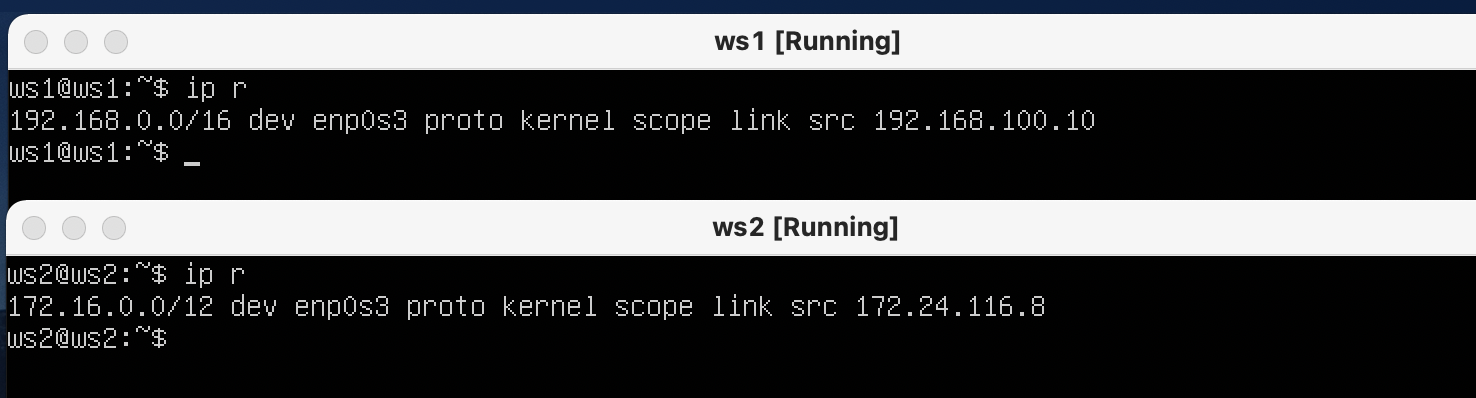 ws1 [Running]
ws1@ws1:~$ ip r
192.168.0.0/16 dev enp0s3 proto kernel scope link src 192.168.100.10
ws1@ws1:~$ _
ws2 [Running]
ws2@ws2:~$ ip r
172.16.0.0/12 dev enp0s3 proto kernel scope link src 172.24.116.8
ws2@ws2:~$